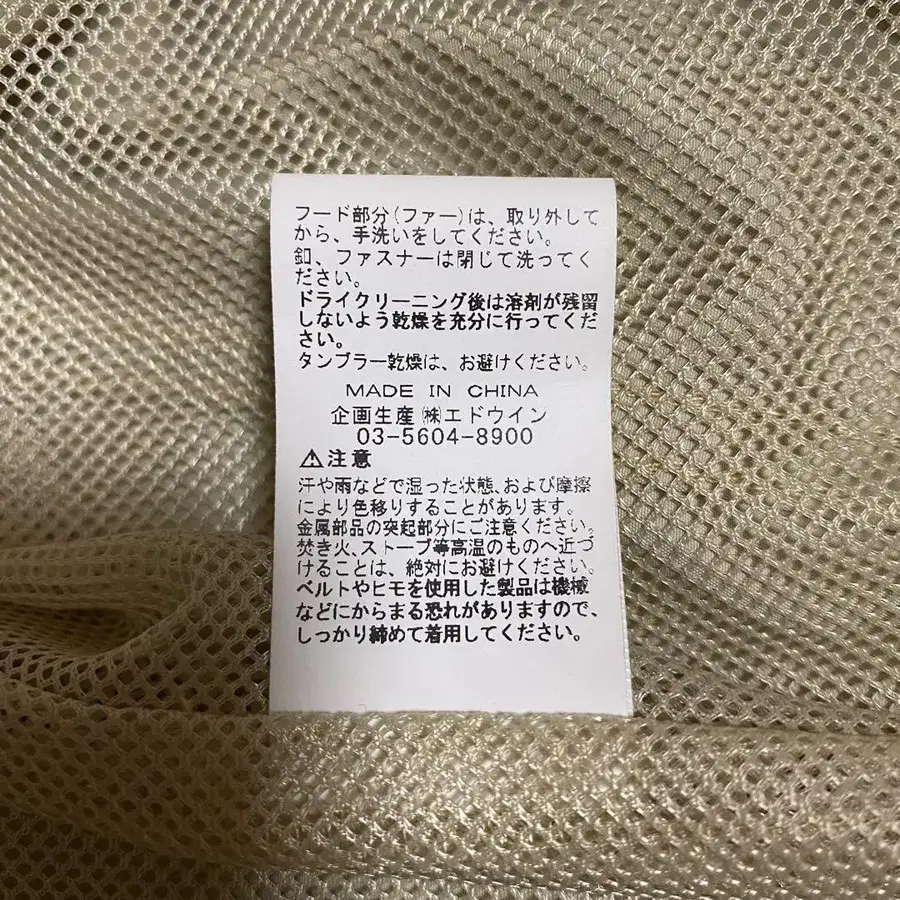 フード部分(ファー)は、取り外して
から、手洗いをしてください。
釦、ファスナーは閉じて洗ってく
ださい。
ドライクリーニング後は溶剤が残留
しないよう乾燥を充分に行ってくだ
さい。
タンブラー乾燥は、お避けください。
MADE IN CHINA
企画生産㈱エドウイン
03-5604-8900
⚠注意
汗や雨などで湿った状態、および摩擦
により色移りすることがあります。
金属部品の突起部分にご注意ください。
焚き火、ストーブ等高温のものへ近づ
けることは、絶対にお避けください。
ベルトやヒモを使用した製品は機械
などにからまる恐れがありますので、
しっかり締めて着用してください。